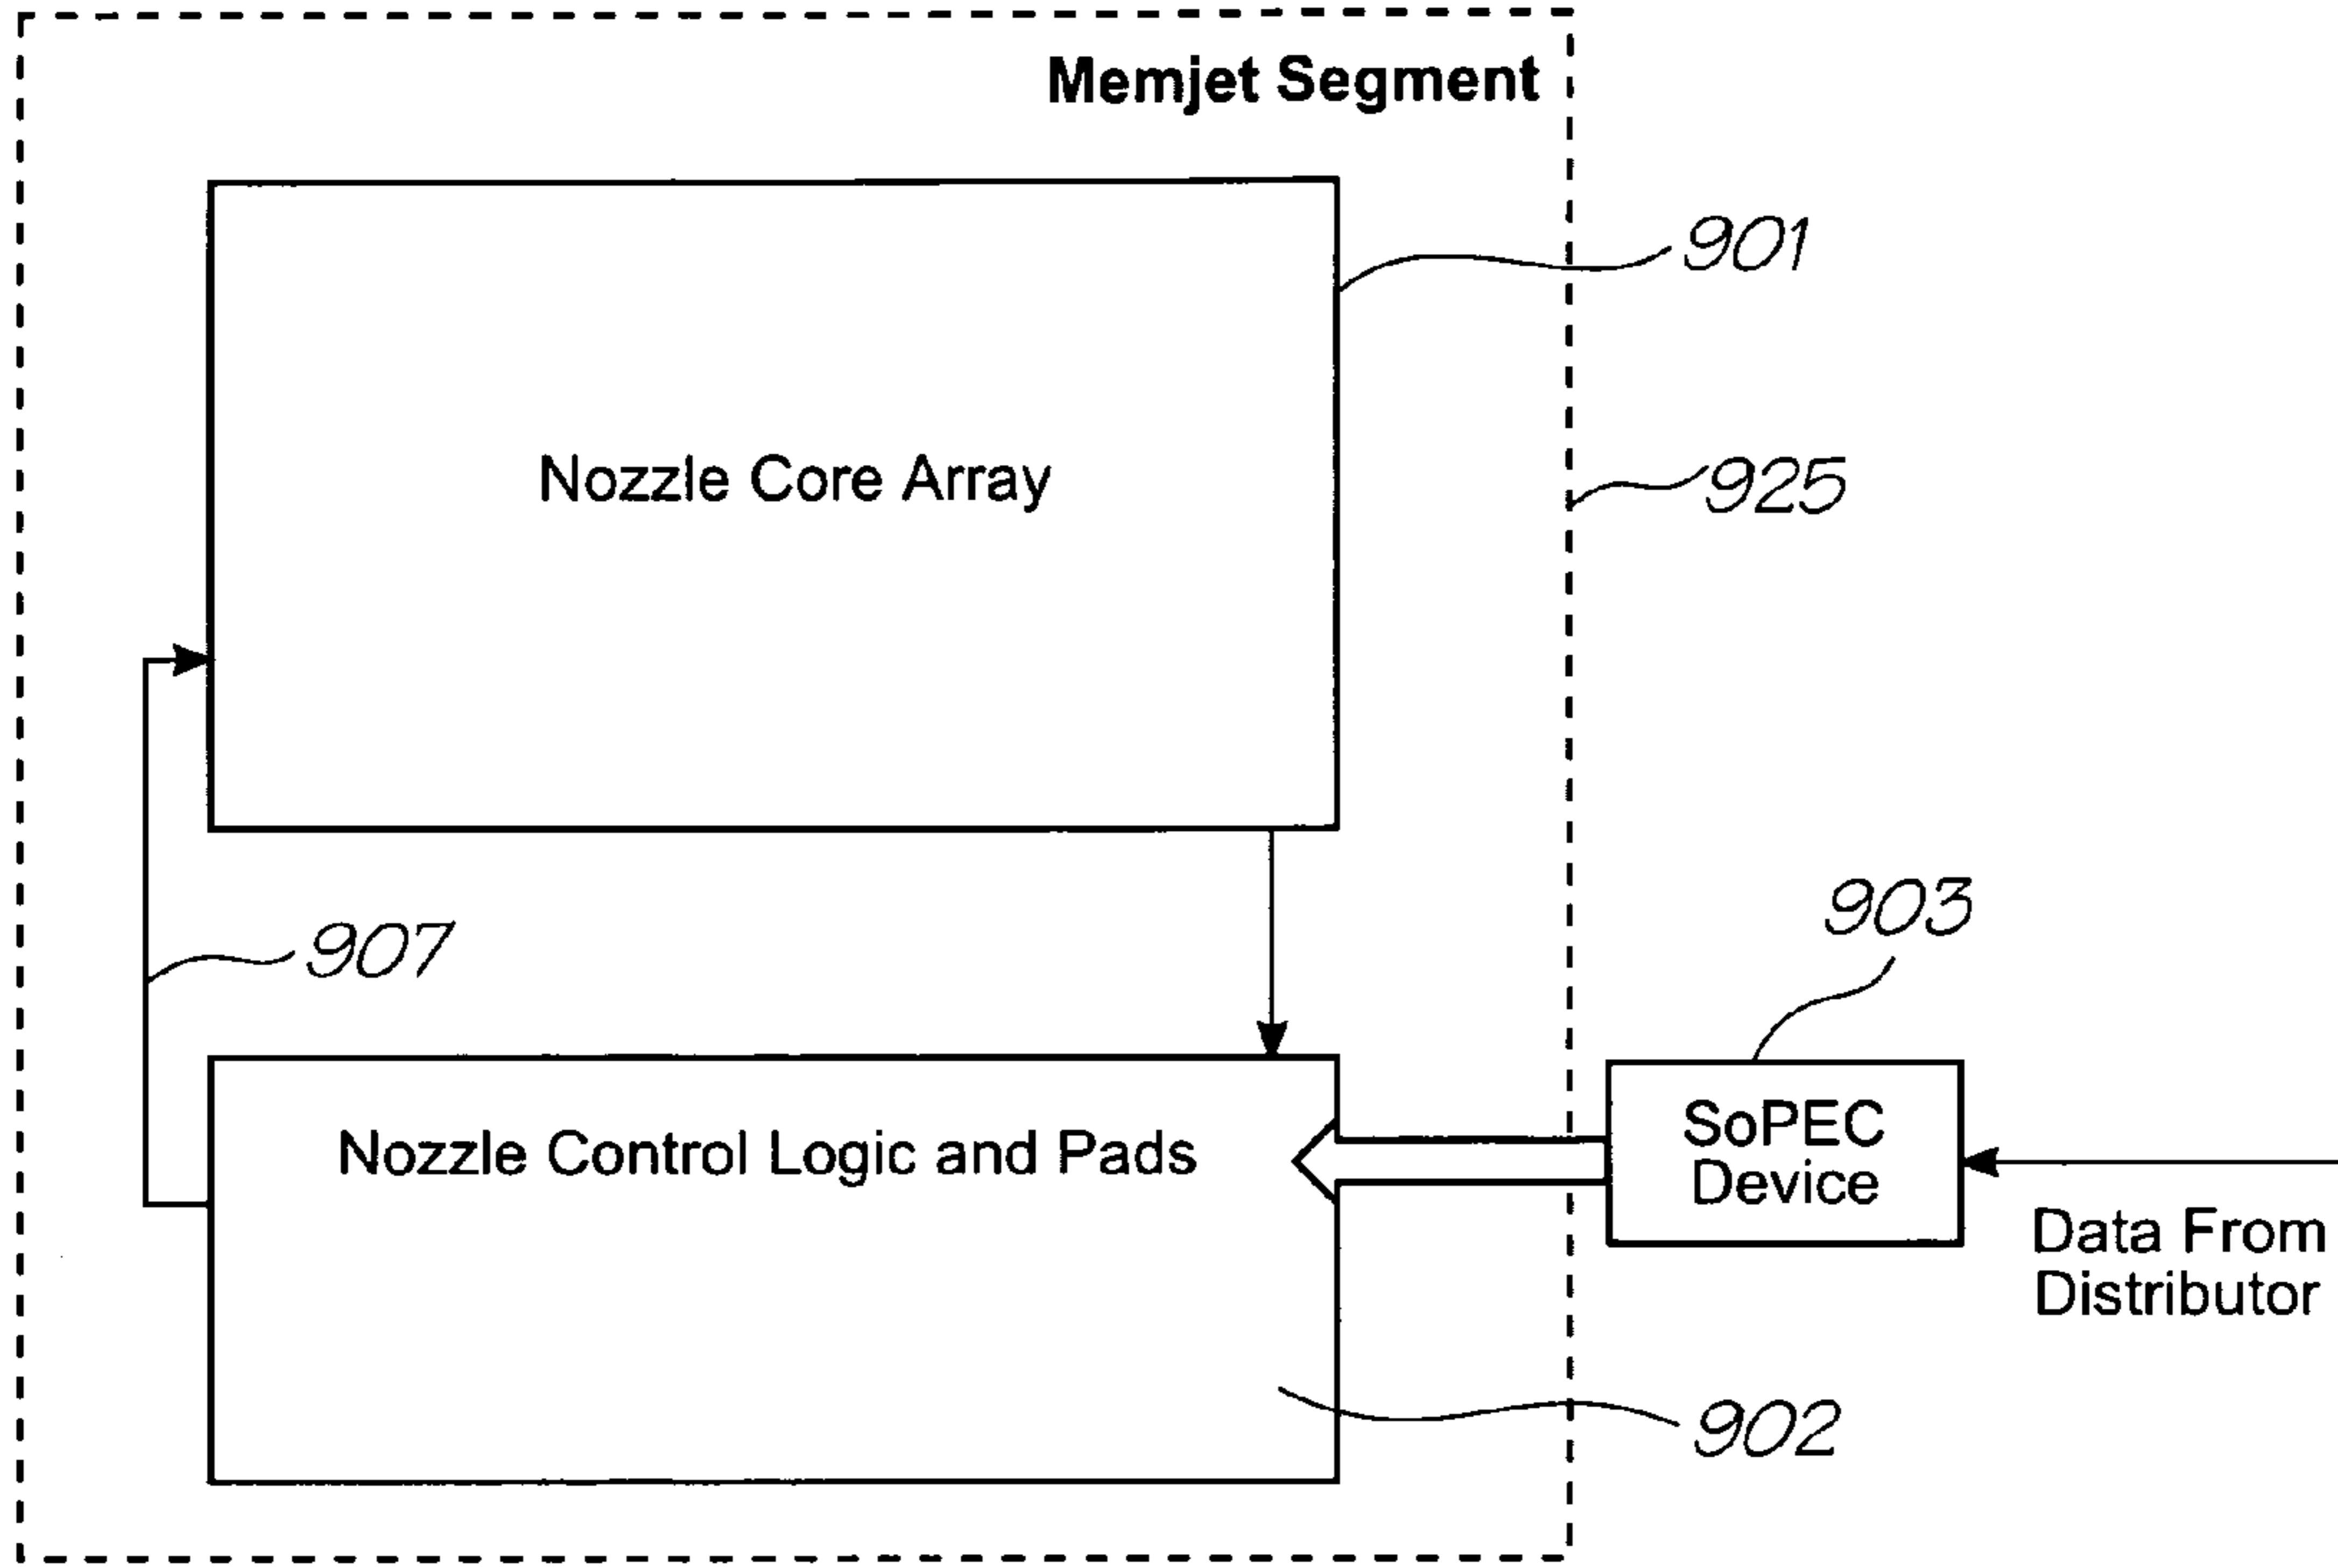 Memjet Segment
901
Nozzle Core Array
925
903
907
SoPEC
Device
Nozzle Control Logic and Pads
Data From
Distributor
902